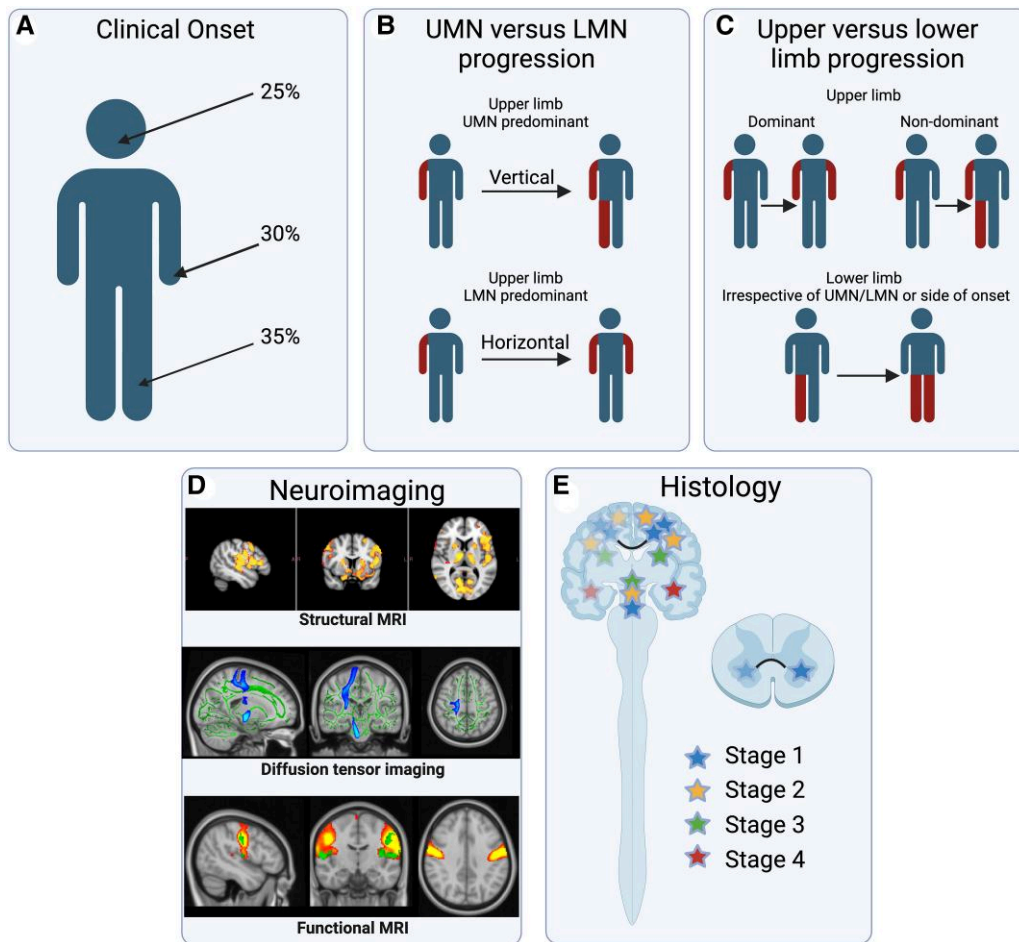 A
Clinical Onset
25%
30%
35%
B
UMN versus LMN
progression
Upper limb
UMN predominant
Vertical
Upper limb
LMN predominant
Horizontal
C
Upper versus lower
limb progression
Upper limb
Dominant
Non-dominant
Lower limb
Irrespective of UMN/LMN or side of onset
D
Neuroimaging
Structural MRI
Diffusion tensor imaging
Functional MRI
E
Histology
Stage 1
Stage 2
Stage 3
Stage 4